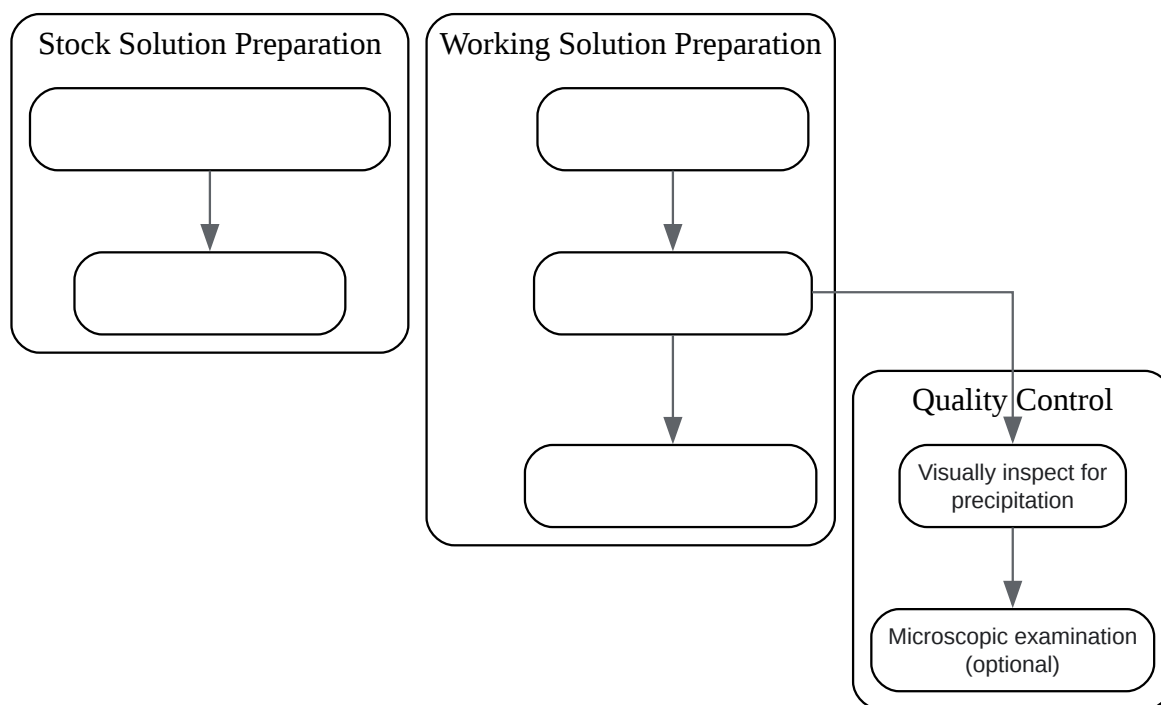 Stock Solution Preparation
Working Solution Preparation
Quality Control
Visually inspect for
precipitation
Microscopic examination
(optional)